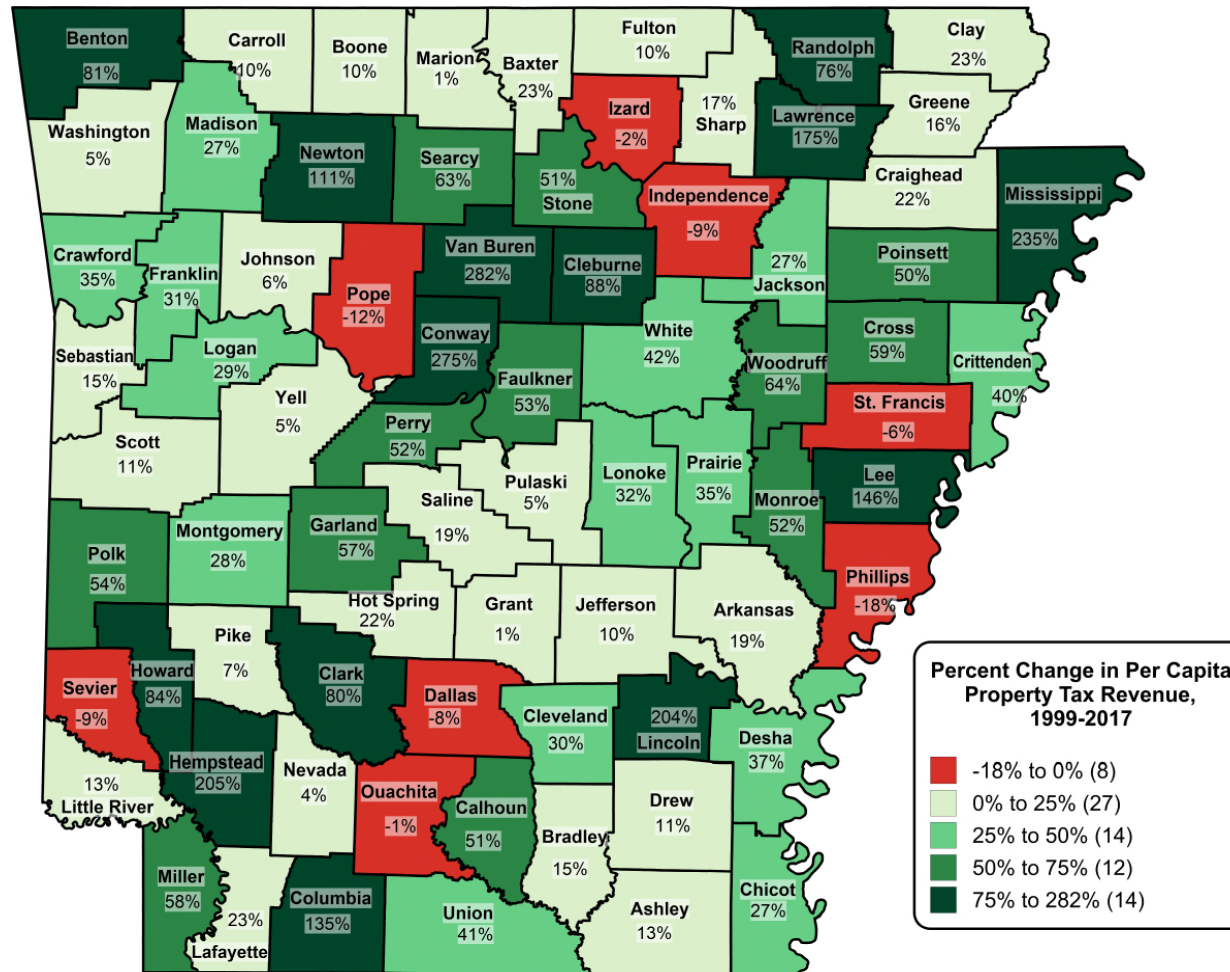 Benton
81%
Carroll
10%
Boone
10%
Marion
1%
Baxter
23%
Fulton
10%
Randolph
76%
Clay
23%
Washington
5%
Madison
27%
Newton
111%
Searcy
63%
51%
Stone
Izard
-2%
17%
Sharp
Lawrence
175%
Greene
16%
Independence
-9%
Craighead
22%
Mississippi
235%
Crawford
35%
Franklin
31%
Johnson
6%
Pope
-12%
Van Buren
282%
Cleburne
88%
27%
Jackson
Poinsett
50%
Sebastian
15%
Logan
29%
Conway
275%
White
42%
Woodruff
64%
Cross
59%
Crittenden
40%
Yell
5%
Faulkner
53%
St. Francis
-6%
Scott
11%
Perry
52%
Pulaski
5%
Lonoke
32%
Prairie
35%
Monroe
52%
Lee
146%
Polk
54%
Montgomery
28%
Garland
57%
Saline
19%
Phillips
-18%
Hot Spring
22%
Grant
1%
Jefferson
10%
Arkansas
19%
Sevier
-9%
Howard
84%
Pike
7%
Clark
80%
Dallas
-8%
Cleveland
30%
204%
Lincoln
Desha
37%
13%
Little River
Hempstead
205%
Nevada
4%
Ouachita
-1%
Calhoun
51%
Bradley
15%
Drew
11%
Miller
58%
23%
Lafayette
Columbia
135%
Union
41%
Ashley
13%
Chicot
27%
Percent Change in Per Capita
Property Tax Revenue,
1999-2017
-18% to 0% (8)
0% to 25% (27)
25% to 50% (14)
50% to 75% (12)
75% to 282% (14)